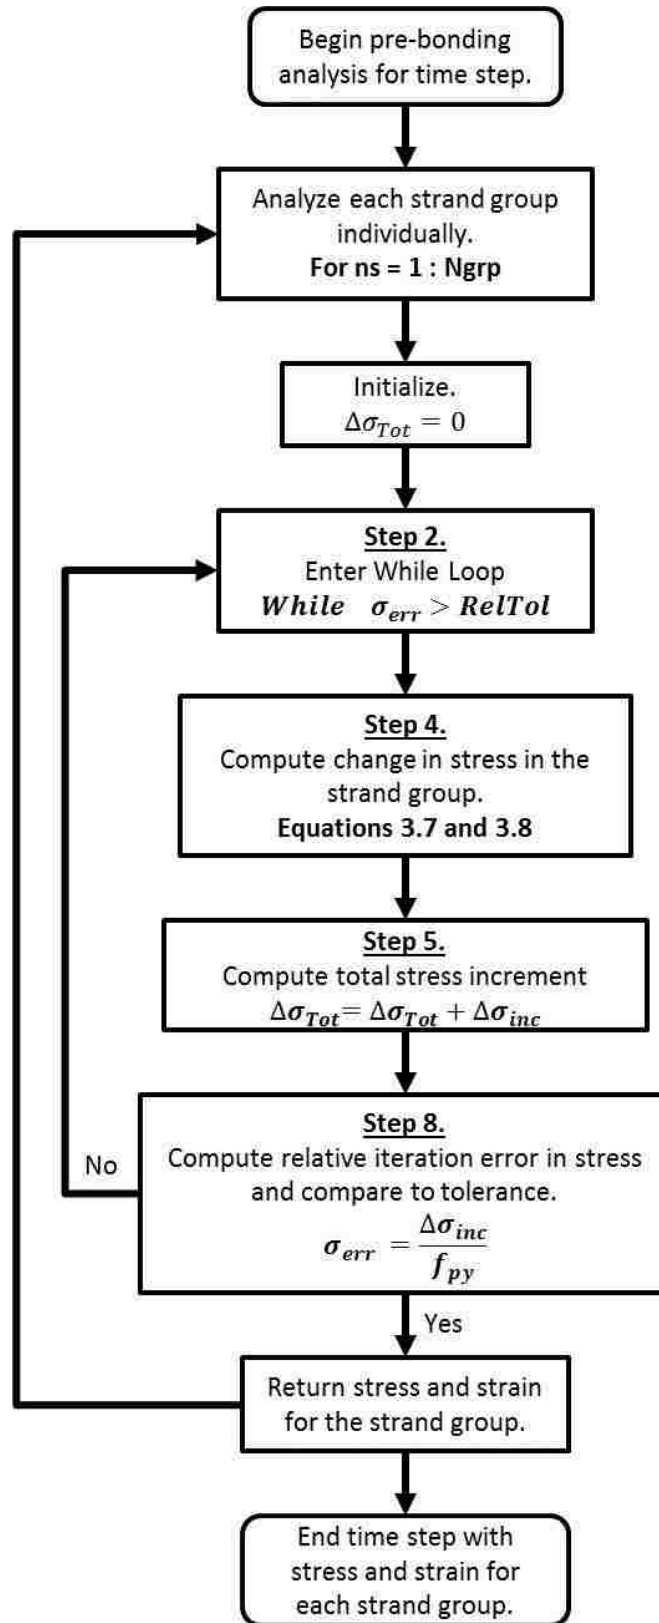 Begin pre-bonding
analysis for time step.
Analyze each strand group
individually.
For ns = 1 : Ngrp
Initialize.
Δσ_Tot = 0
Step 2.
Enter While Loop
While σ_err > RelTol
Step 4.
Compute change in stress in the
strand group.
Equations 3.7 and 3.8
Step 5.
Compute total stress increment
Δσ_Tot = Δσ_Tot + Δσ_inc
Step 8.
Compute relative iteration error in stress
and compare to tolerance.
σ_err = Δσ_inc / f_py
No
Yes
Return stress and strain
for the strand group.
End time step with
stress and strain for
each strand group.